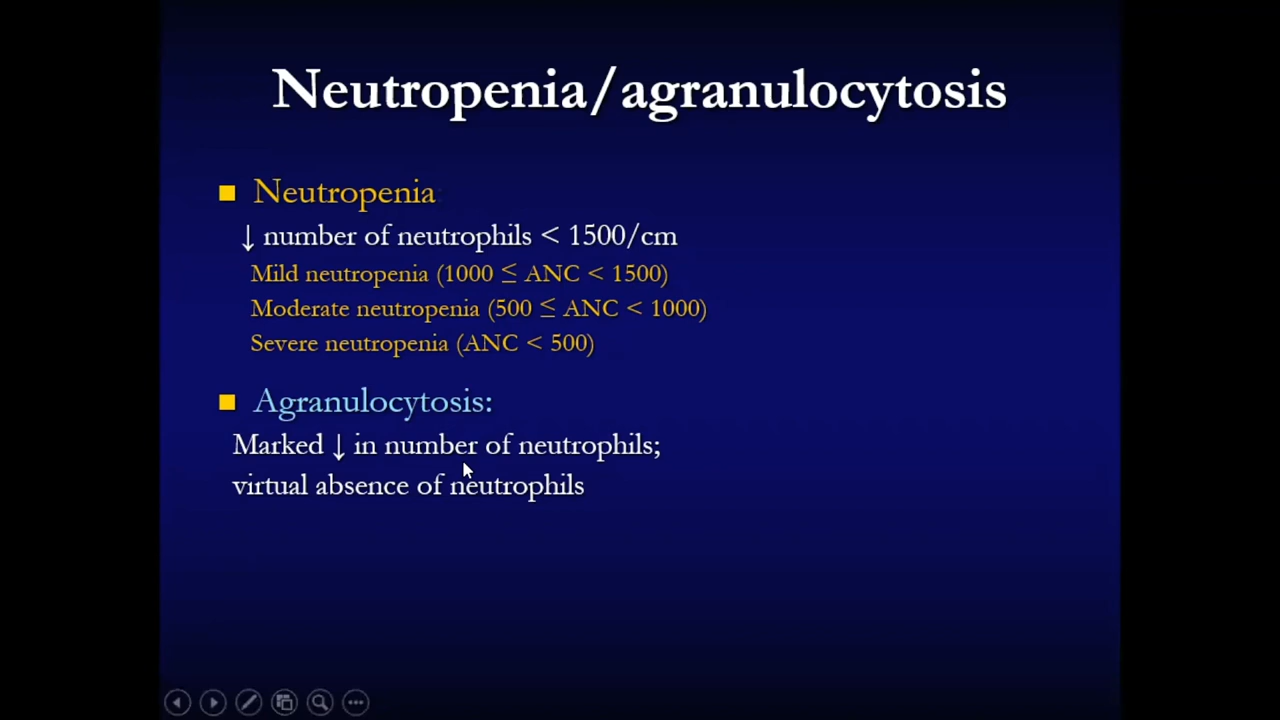 Neutropenia/agranulocytosis
Neutropenia:
↓ number of neutrophils < 1500/cm
Mild neutropenia (1000 ≤ ANC < 1500)
Moderate neutropenia (500 ≤ ANC < 1000)
Severe neutropenia (ANC < 500)
Agranulocytosis:
Marked ↓ in number of neutrophils;
virtual absence of neutrophils